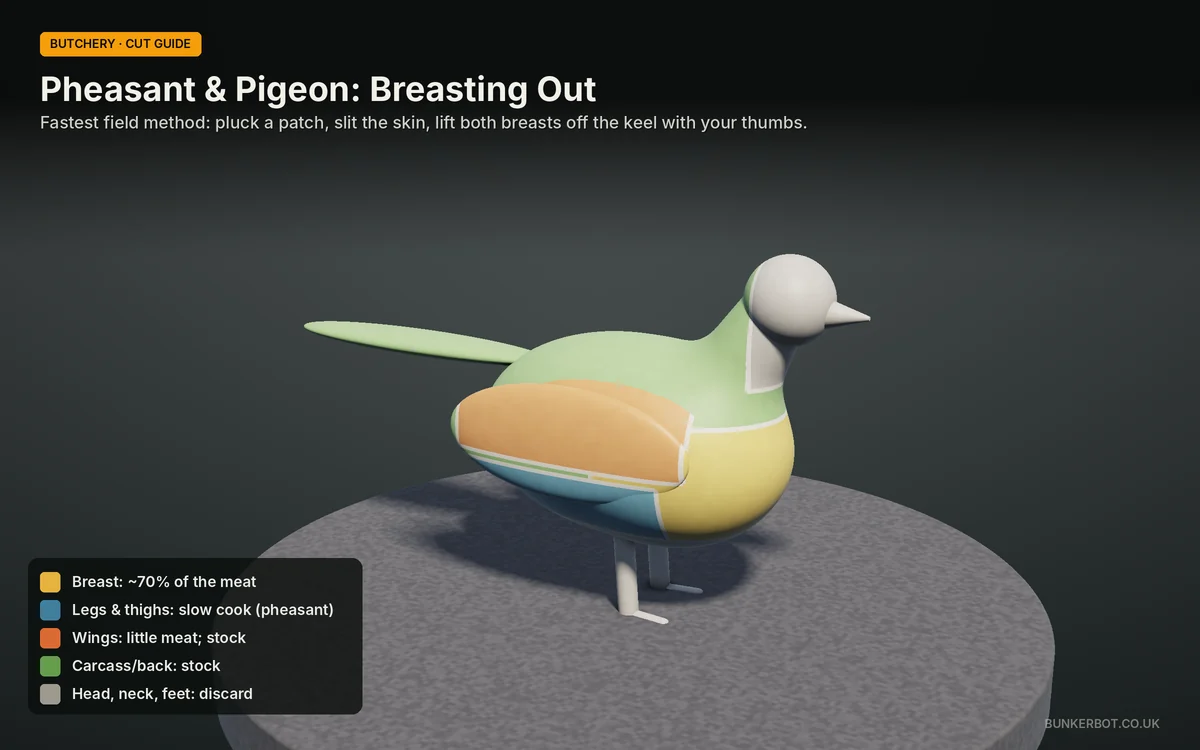 BUTCHERY · CUT GUIDE
Pheasant & Pigeon: Breasting Out
Fastest field method: pluck a patch, slit the skin, lift both breasts off the keel with your thumbs.
Breast: ~70% of the meat
Legs & thighs: slow cook (pheasant)
Wings: little meat; stock
Carcass/back: stock
Head, neck, feet: discard
BUNKERBOT.CO.UK